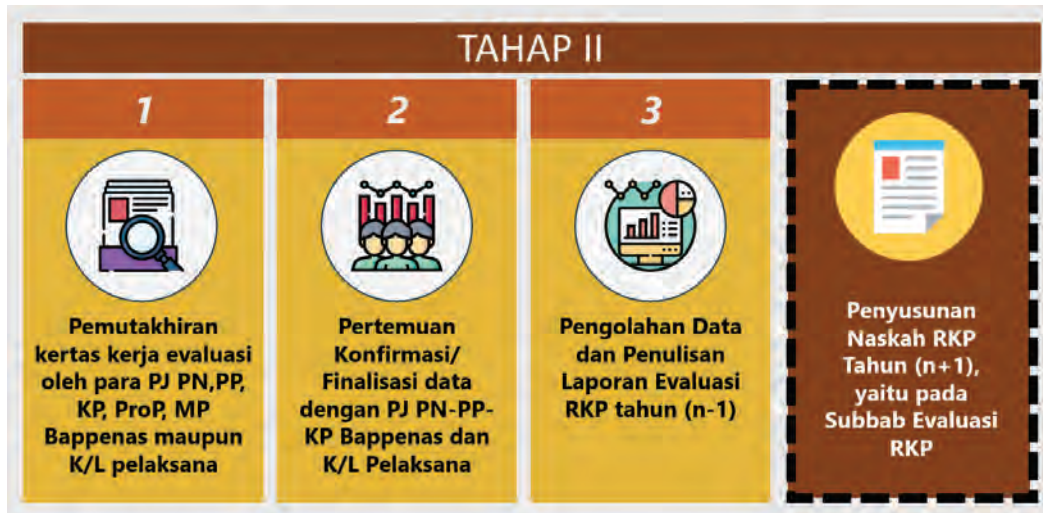 TAHAP II
1
Pemutakhiran
kertas kerja evaluasi
oleh para PJ PN,PP,
KP, ProP, MP
Bappenas maupun
K/L pelaksana
2
Pertemuan
Konfirmasi/
Finalisasi data
dengan PJ PN-PP-
KP Bappenas dan
K/L Pelaksana
3
Pengolahan Data
dan Penulisan
Laporan Evaluasi
RKP tahun (n-1)
Penyusunan
Naskah RKP
Tahun (n+1),
yaitu pada
Subbab Evaluasi
RKP